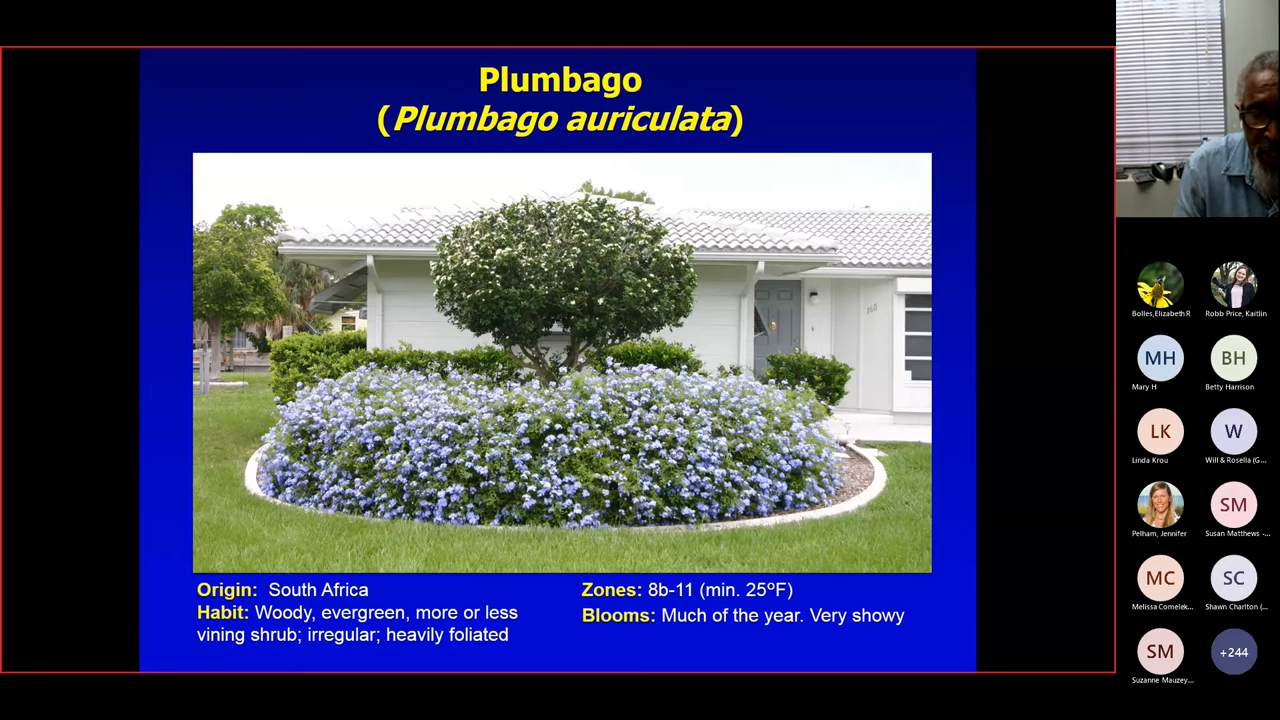 Plumbago
(Plumbago auriculata)
168
Origin: South Africa
Habit: Woody, evergreen, more or less
vining shrub; irregular; heavily foliated
Zones: 8b-11 (min. 25ºF)
Blooms: Much of the year. Very showy
Bolles,Elizabeth R
Robb Price, Kaitlin
MH
Mary H
BH
Betty Harrison
LK
Linda Krou
W
Will & Rosella (G...
Pelham, Jennifer
SM
Susan Matthews -...
MC
Melissa Comelek...
SC
Shawn Charlton (...
SM
Suzanne Mauzey...
+244